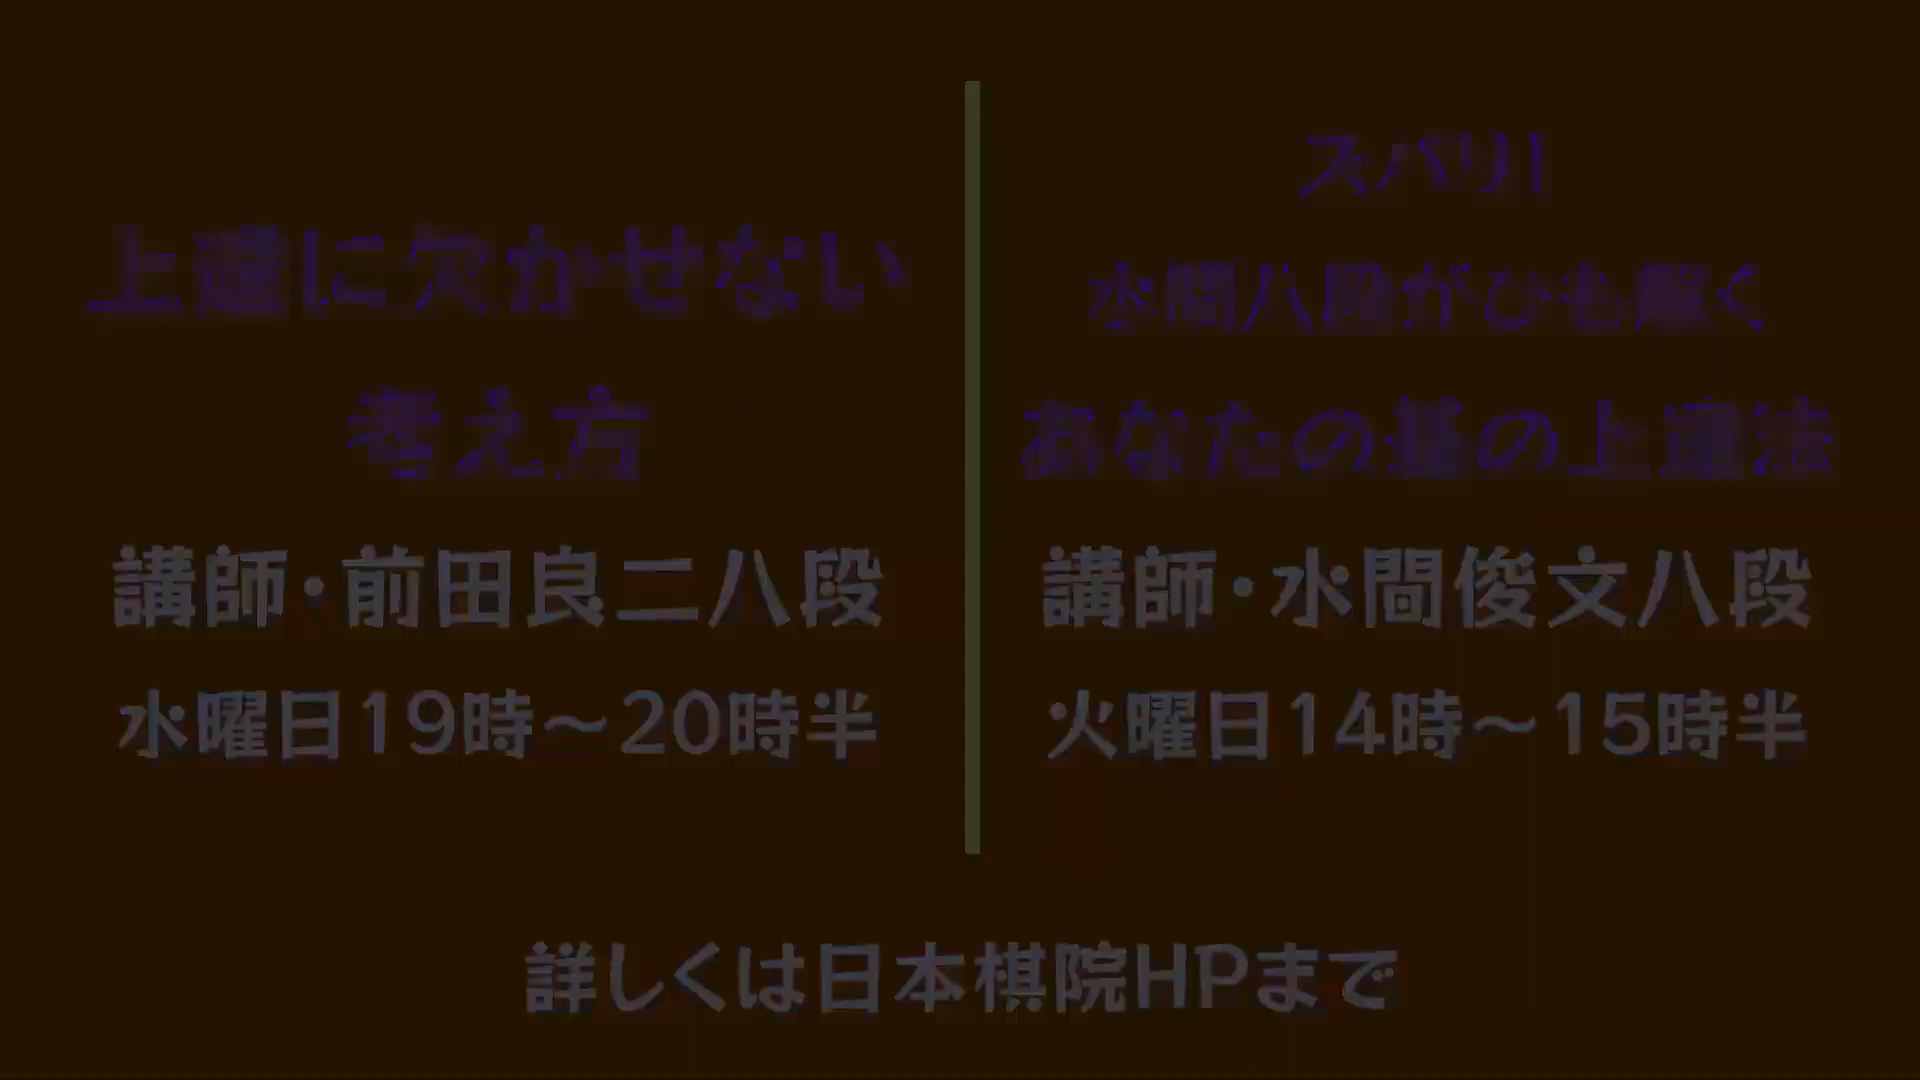 上達に欠かせない
考え方
講師・前田良二八段
水曜日19時～20時半
ズバリ!
水間八段がひも解く
あなたの碁の上達法
講師・水間俊文八段
火曜日14時～15時半
詳しくは日本棋院HPまで